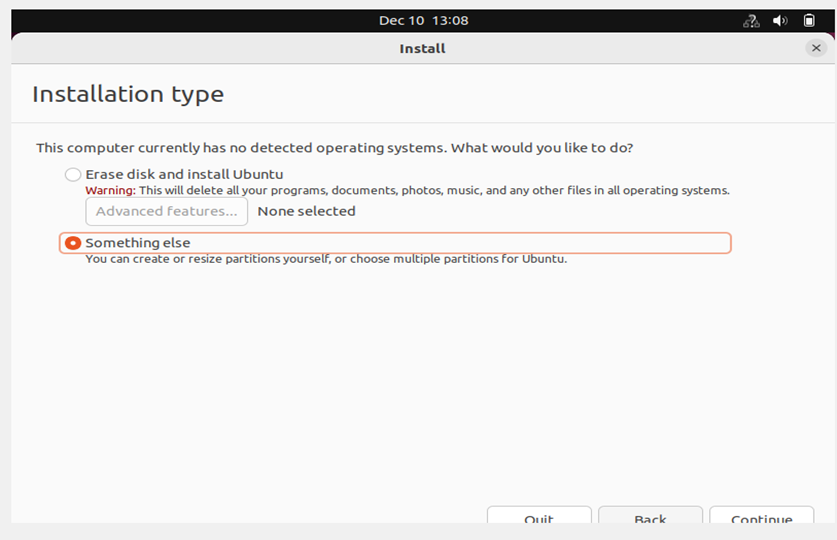 Dec 10 13:08
Install
Installation type
This computer currently has no detected operating systems. What would you like to do?
Erase disk and install Ubuntu
Warning: This will delete all your programs, documents, photos, music, and any other files in all operating systems.
Advanced features... None selected
Something else
You can create or resize partitions yourself, or choose multiple partitions for Ubuntu.
Quit Back Continue